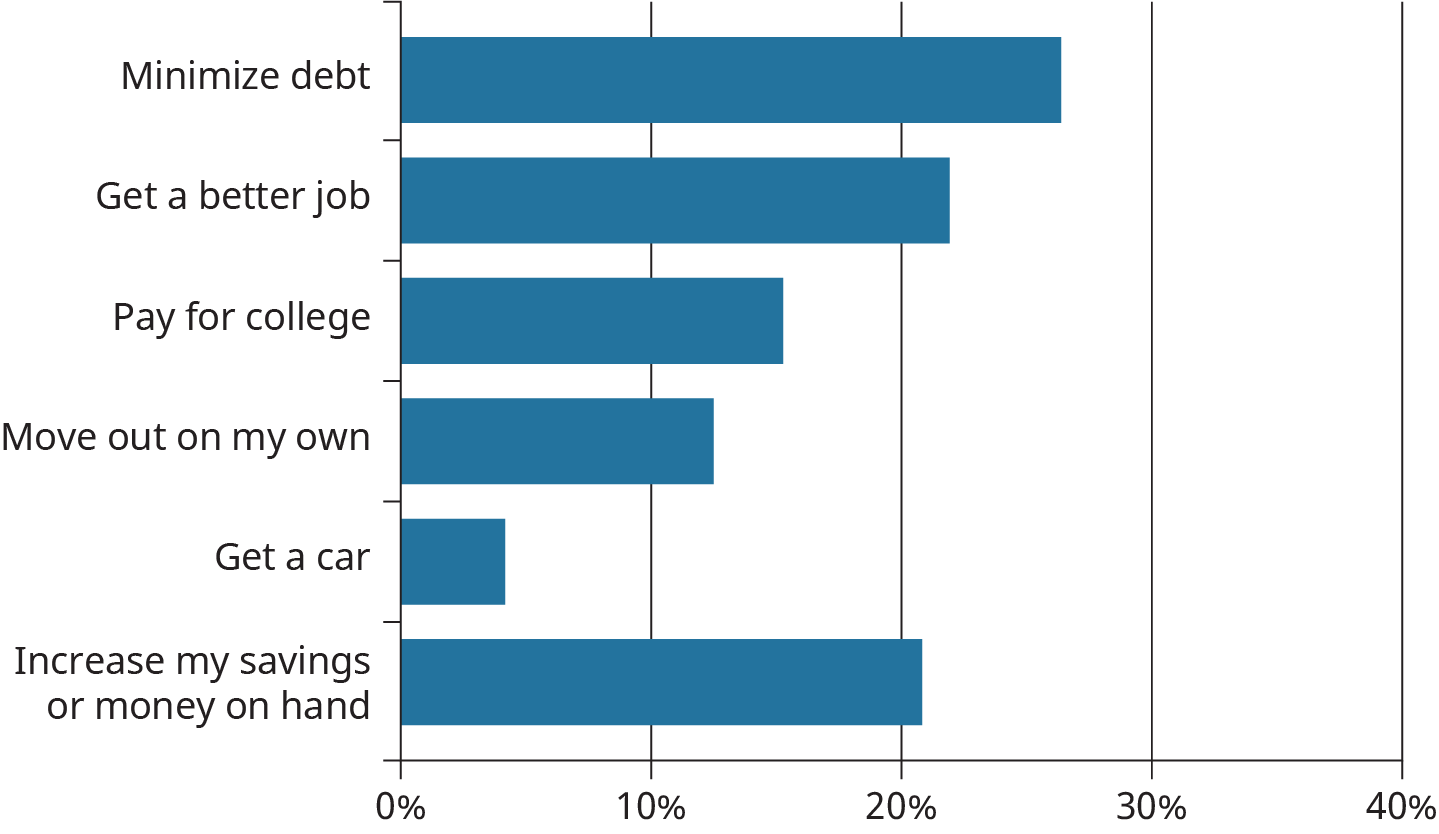 Minimize debt
Get a better job
Pay for college
Move out on my own
Get a car
Increase my savings
or money on hand
0% 10% 20% 30% 40%